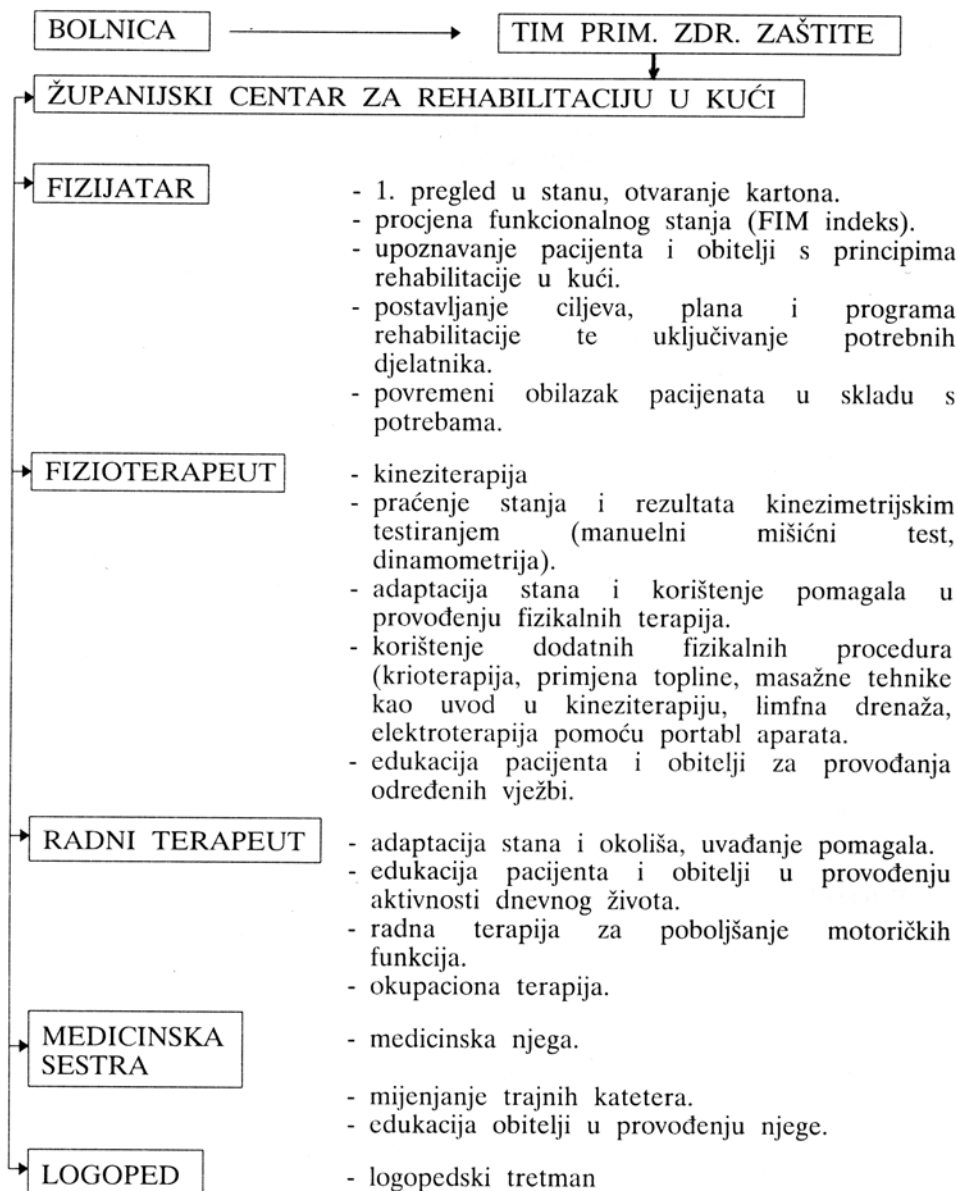 BOLNICA
TIM PRIM. ZDR. ZAŠTITE
ŽUPANIJSKI CENTAR ZA REHABILITACIJU U KUĆI
FIZIJATAR
- 1. pregled u stanu, otvaranje kartona.
- procjena funkcionalnog stanja (FIM indeks).
- upoznavanje pacijenta i obitelji s principima
rehabilitacije u kući.
- postavljanje ciljeva, plana i programa
rehabilitacije te uključivanje potrebnih
djelatnika.
- povremeni obilazak pacijenata u skladu s
potrebama.
FIZIOTERAPEUT
- kineziterapija
- praćenje stanja i rezultata kinezimetrijskim
testiranjem (manuelni mišićni test,
dinamometrija).
- adaptacija stana i korištenje pomagala u
provođenju fizikalnih terapija.
- korištenje dodatnih fizikalnih procedura
(krioterapija, primjena topline, masažne tehnike
kao uvod u kineziterapiju, limfna drenaža,
elektroterapija pomoću portabl aparata.
- edukacija pacijenta i obitelji za provođanja
određenih vježbi.
RADNI TERAPEUT
- adaptacija stana i okoliša, uvađanje pomagala.
- edukacija pacijenta i obitelji u provođenju
aktivnosti dnevnog života.
- radna terapija za poboljšanje motoričkih
funkcija.
- okupaciona terapija.
MEDICINSKA
SESTRA
- medicinska njega.
- mijenjanje trajnih katetera.
- edukacija obitelji u provođenju njege.
LOGOPED
- logopedski tretman